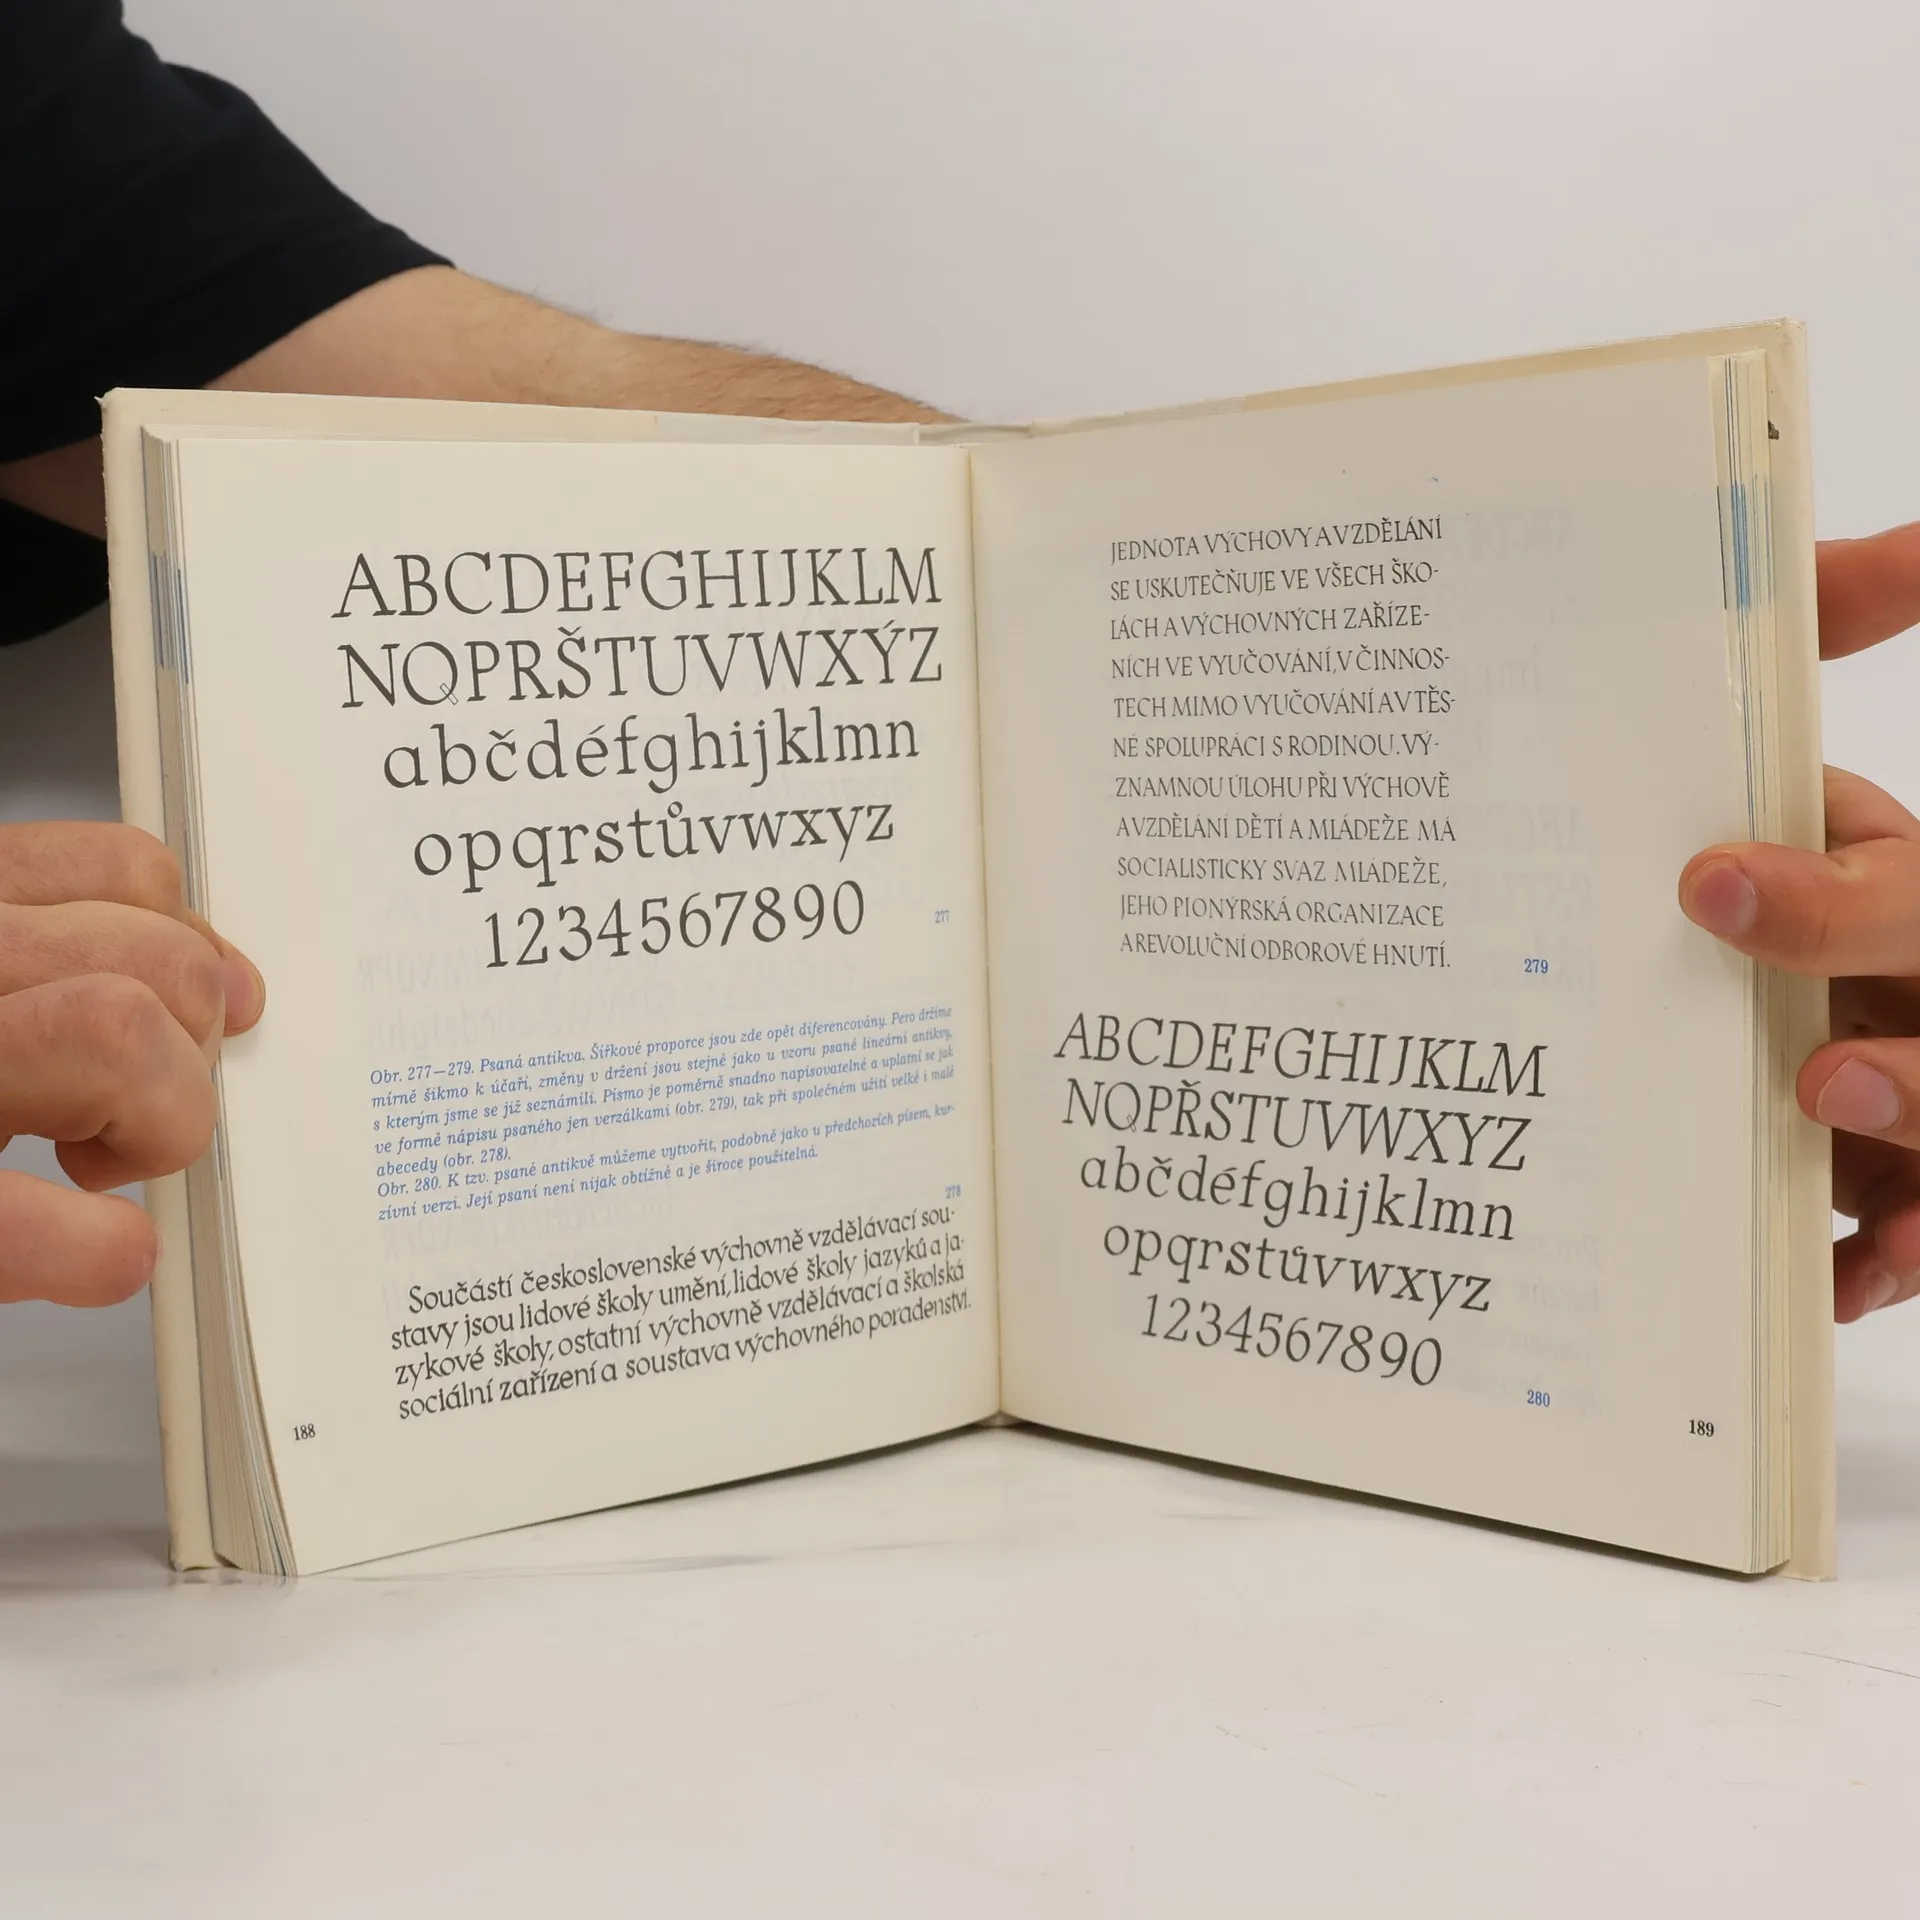 ABCDEFGHIJKLM
NQPRŠTUVWXÝZ
abčdéfghijklmn
opqrstůvwxyz
1234567890
277
Obr. 277—279. Psaná antikva. Šířkové proporce jsou zde opět diferencovány. Pero držíme
mírně šikmo k účaří, změny v držení jsou stejné jako u vzoru psané lineární antikvy,
s kterým jsme se již seznámili. Písmo je poměrně snadno napisovatelné a uplatní se jak
ve formě nápisu psaného jen verzálkami (obr. 279), tak při společném užití velké i malé
abecedy (obr. 278).
Obr. 280. K tzv. psané antikvě můžeme vytvořit, podobně jako u předchozích písem, kur-
zívní verzi. Její psaní není nijak obtížné a je široce použitelná.
278
Součástí československé výchovně vzdělávací sou-
stavy jsou lidové školy umění, lidové školy jazyků a ja-
zykové školy, ostatní výchovně vzdělávací a školská
sociální zařízení a soustava výchovného poradenství.
188
JEDNOTA VÝCHOVY A VZDĚLÁNÍ
SE USKUTEČŇUJE VE VŠECH ŠKO-
LÁCH A VÝCHOVNÝCH ZAŘÍZE-
NÍCH VE VYUČOVÁNÍ, V ČINNOS-
TECH MIMO VYUČOVÁNÍ A V TĚS-
NÉ SPOLUPRÁCI S RODINOU. VÝ-
ZNAMNOU ÚLOHU PŘI VÝCHOVĚ
A VZDĚLÁNÍ DĚTÍ A MLÁDEŽE MÁ
SOCIALISTICKÝ SVAZ MLÁDEŽE,
JEHO PIONÝRSKÁ ORGANIZACE
A REVOLUČNÍ ODBOROVÉ HNUTÍ.
279
ABCDEFGHIJKLM
NQPŘSTUVWXYZ
abčdéfghijklmn
opqrstůvwxyz
1234567890
280
189